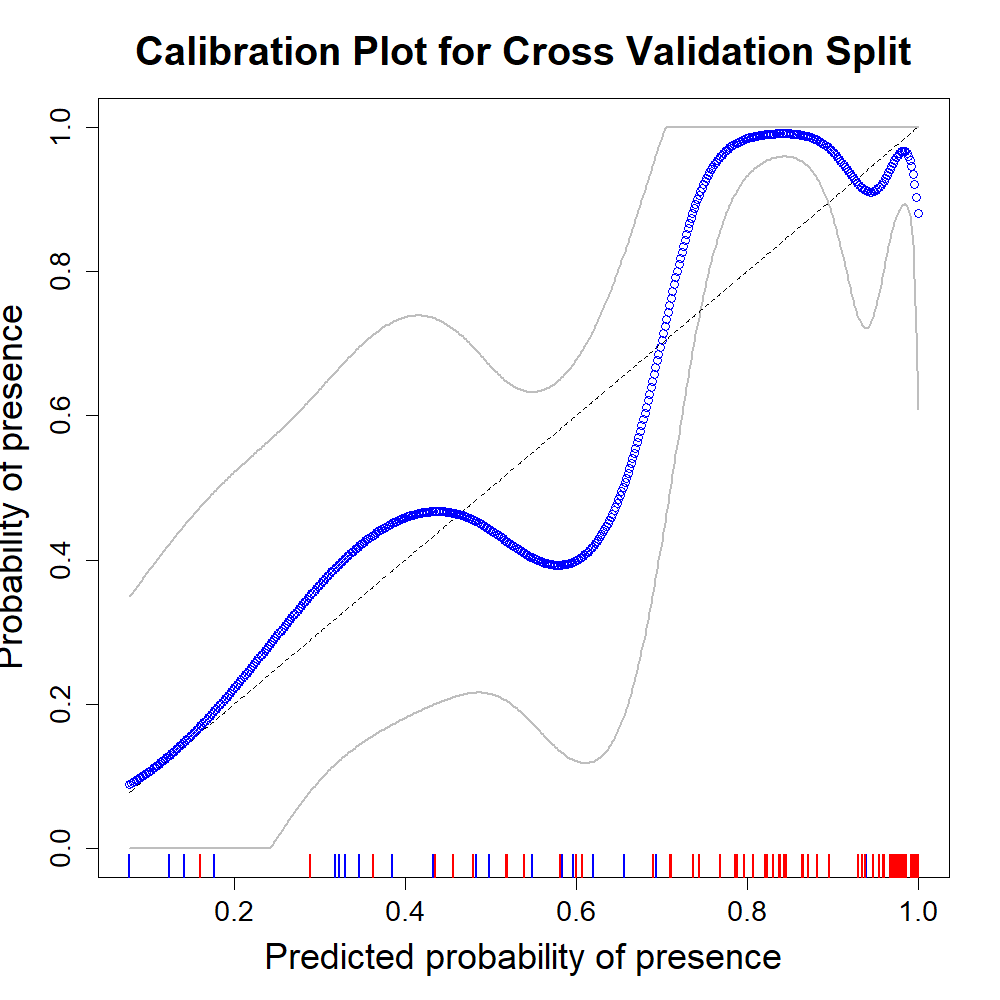 Calibration Plot for Cross Validation Split
Probability of presence
1.0
0.8
0.6
0.4
0.2
0.0
0.2 0.4 0.6 0.8 1.0
Predicted probability of presence